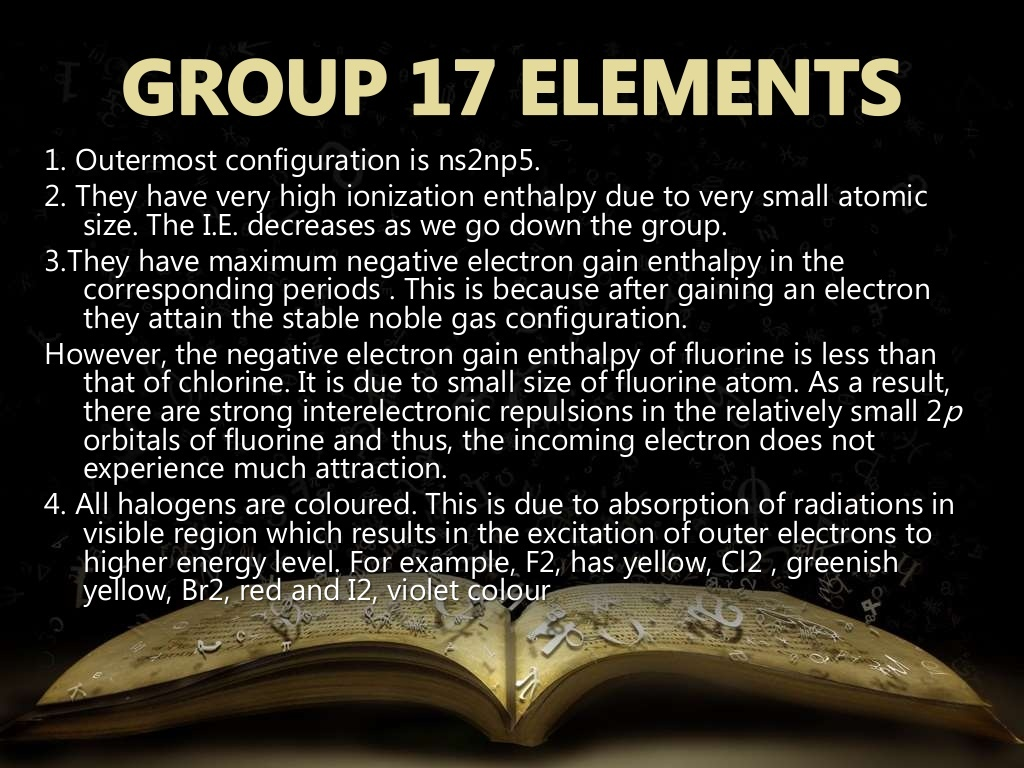 GROUP 17 ELEMENTS
1. Outermost configuration is ns2np5.
2. They have very high ionization enthalpy due to very small atomic
size. The I.E. decreases as we go down the group.
3.They have maximum negative electron gain enthalpy in the
corresponding periods . This is because after gaining an electron
they attain the stable noble gas configuration.
However, the negative electron gain enthalpy of fluorine is less than
that of chlorine. It is due to small size of fluorine atom. As a result,
there are strong interelectronic repulsions in the relatively small 2p
orbitals of fluorine and thus, the incoming electron does not
experience much attraction.
4. All halogens are coloured. This is due to absorption of radiations in
visible region which results in the excitation of outer electrons to
higher energy level. For example, F2, has yellow, Cl2 , greenish
yellow, Br2, red and I2, violet colour